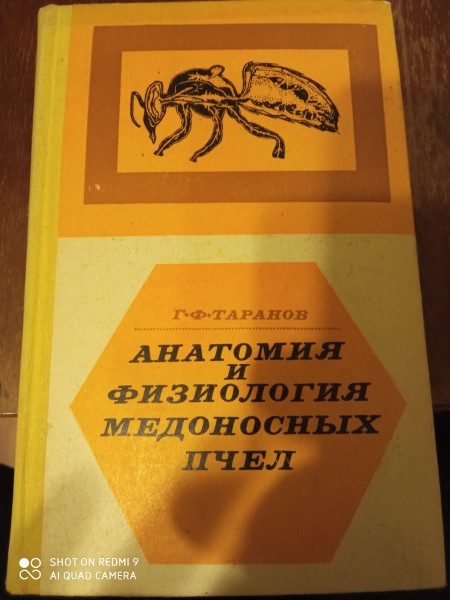 Г·Ф·ТАРАНОВ
АНАТОМИЯ
И
ФИЗИОЛОГИЯ
МЕДОНОСНЫХ
ПЧЕЛ
SHOT ON REDMI 9
AI QUAD CAMERA